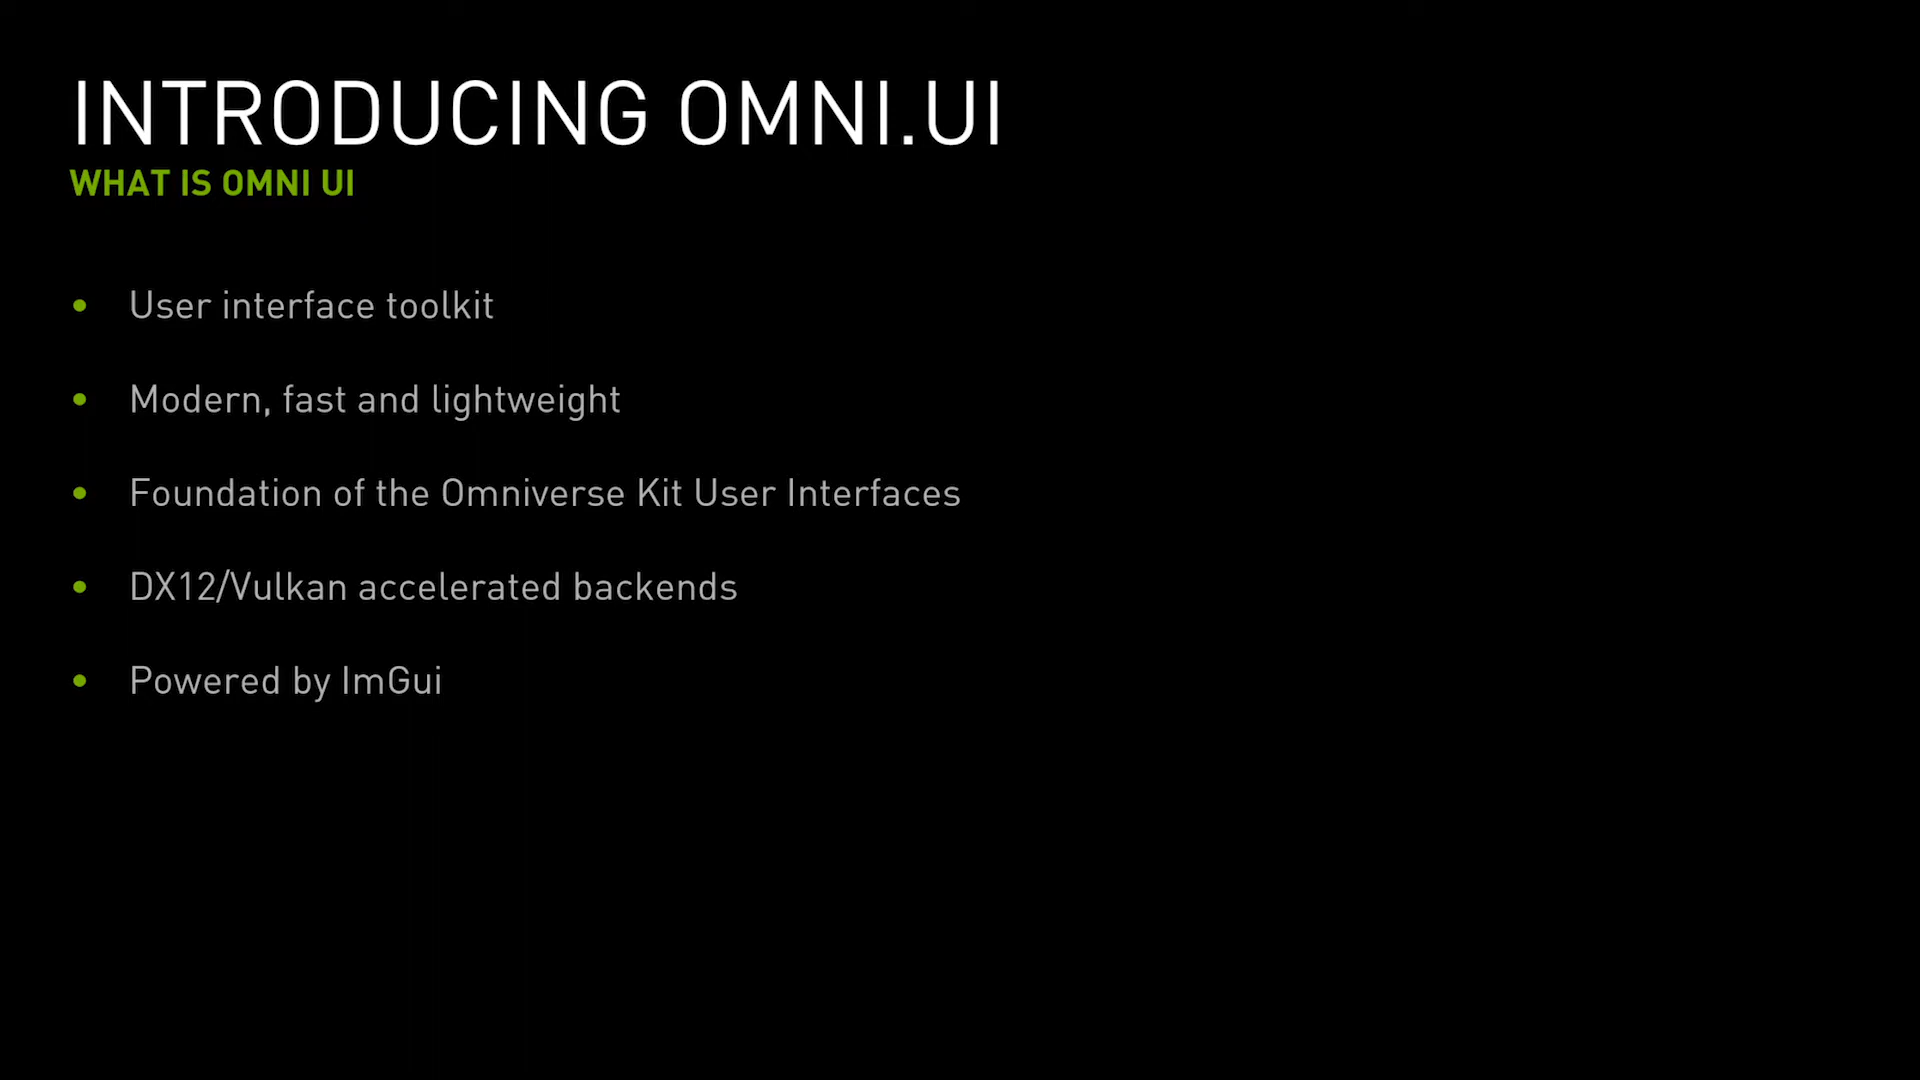 INTRODUCING OMNI.UI
WHAT IS OMNI UI
• User interface toolkit
• Modern, fast and lightweight
• Foundation of the Omniverse Kit User Interfaces
• DX12/Vulkan accelerated backends
• Powered by ImGui